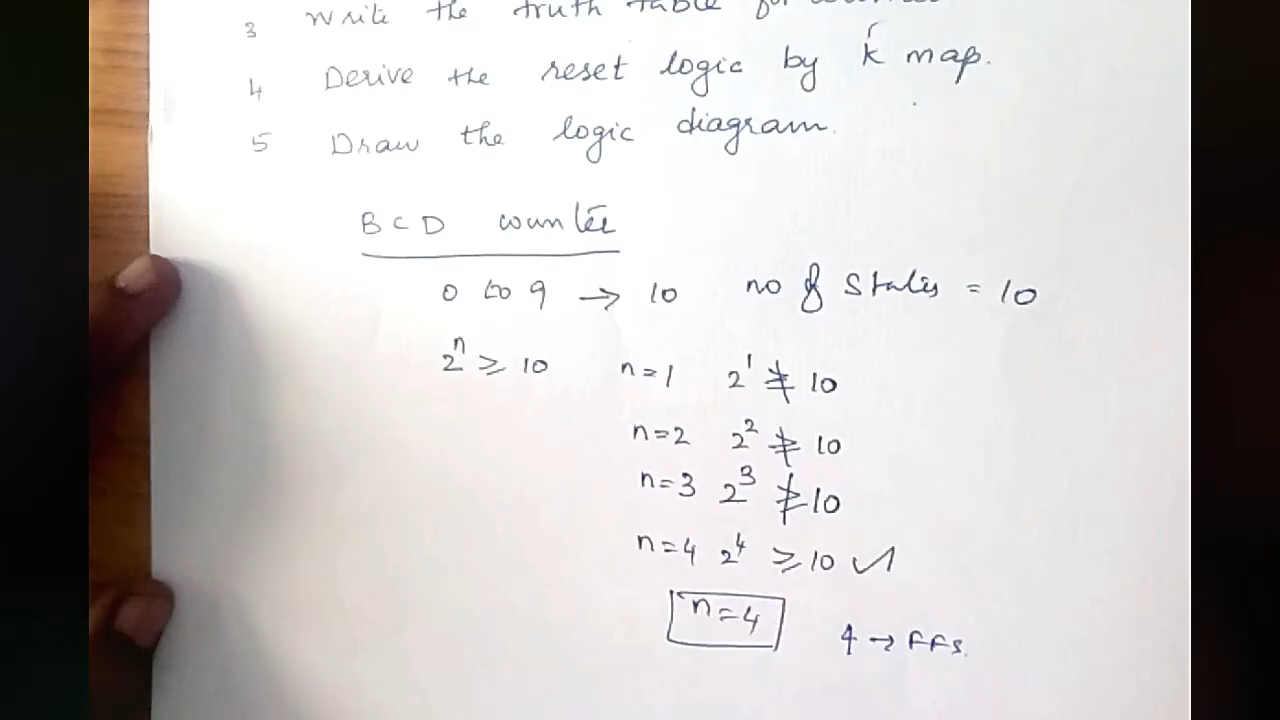 3 Write the truth table for
4 Derive the reset logic by k map.
5 Draw the logic diagram.
BCD counter
0 to 9 → 10 no of States = 10
2ⁿ ≥ 10 n=1 2¹ ≱ 10
n=2 2² ≱ 10
n=3 2³ ≱ 10
n=4 2⁴ ≥ 10 ✓
n=4 4 → FFs.